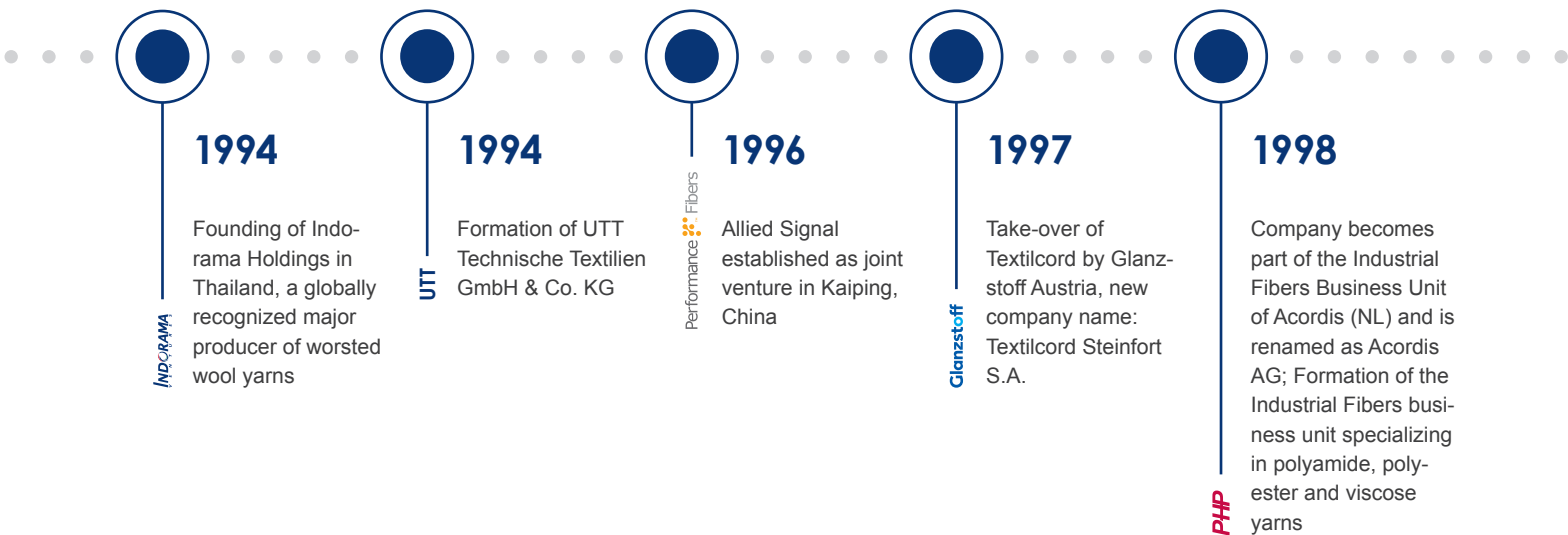 1994
Founding of Indo-
rama Holdings in
Thailand, a globally
recognized major
producer of worsted
wool yarns
INDORAMA
VENTURES
1994
Formation of UTT
Technische Textilien
GmbH & Co. KG
UTT
1996
Allied Signal
established as joint
venture in Kaiping,
China
Performance Fibers
1997
Take-over of
Textilcord by Glanz-
stoff Austria, new
company name:
Textilcord Steinfort
S.A.
Glanzstoff
1998
Company becomes
part of the Industrial
Fibers Business Unit
of Acordis (NL) and is
renamed as Acordis
AG; Formation of the
Industrial Fibers busi-
ness unit specializing
in polyamide, poly-
ester and viscose
yarns
PHP